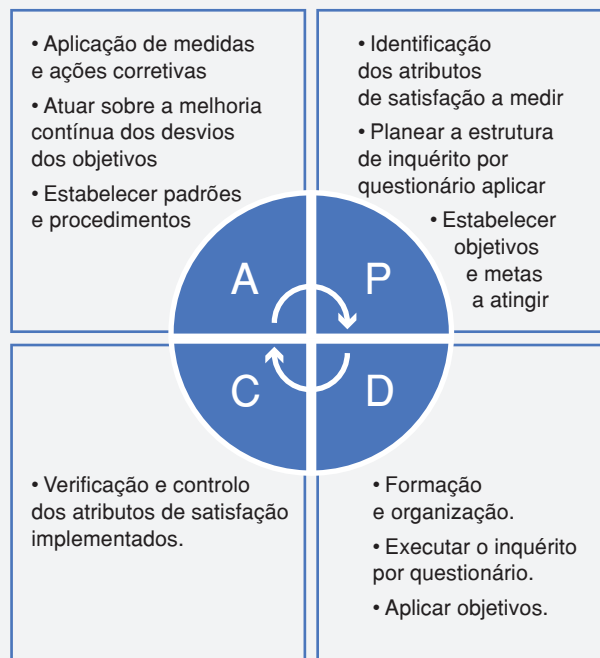 • Aplicação de medidas
e ações corretivas
• Atuar sobre a melhoria
contínua dos desvios
dos objetivos
• Estabelecer padrões
e procedimentos
• Identificação
dos atributos
de satisfação a medir
• Planear a estrutura
de inquérito por
questionário aplicar
• Estabelecer
objetivos
e metas
a atingir
A
P
C
D
• Verificação e controlo
dos atributos de satisfação
implementados.
• Formação
e organização.
• Executar o inquérito
por questionário.
• Aplicar objetivos.